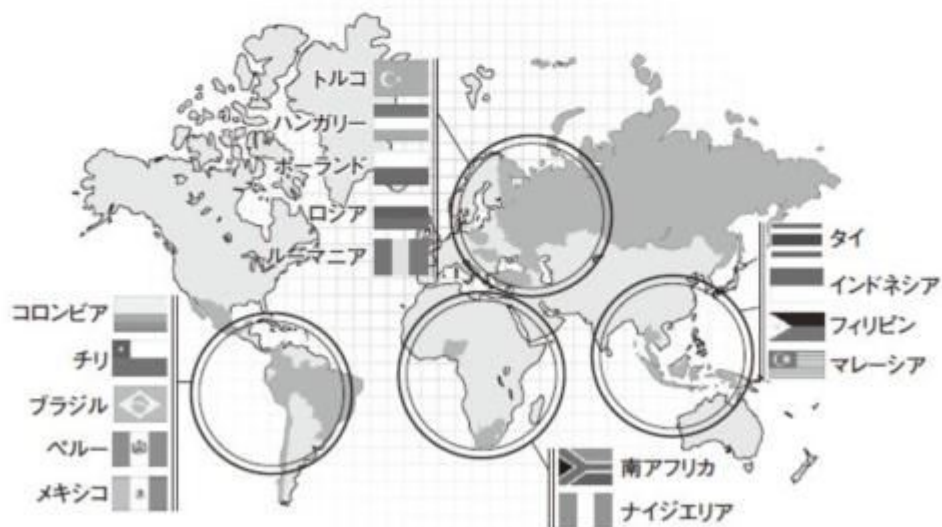 トルコ
ハンガリー
ポーランド
ロシア
ルーマニア
タイ
インドネシア
フィリピン
マレーシア
コロンビア
チリ
ブラジル
ペルー
メキシコ
南アフリカ
ナイジエリア